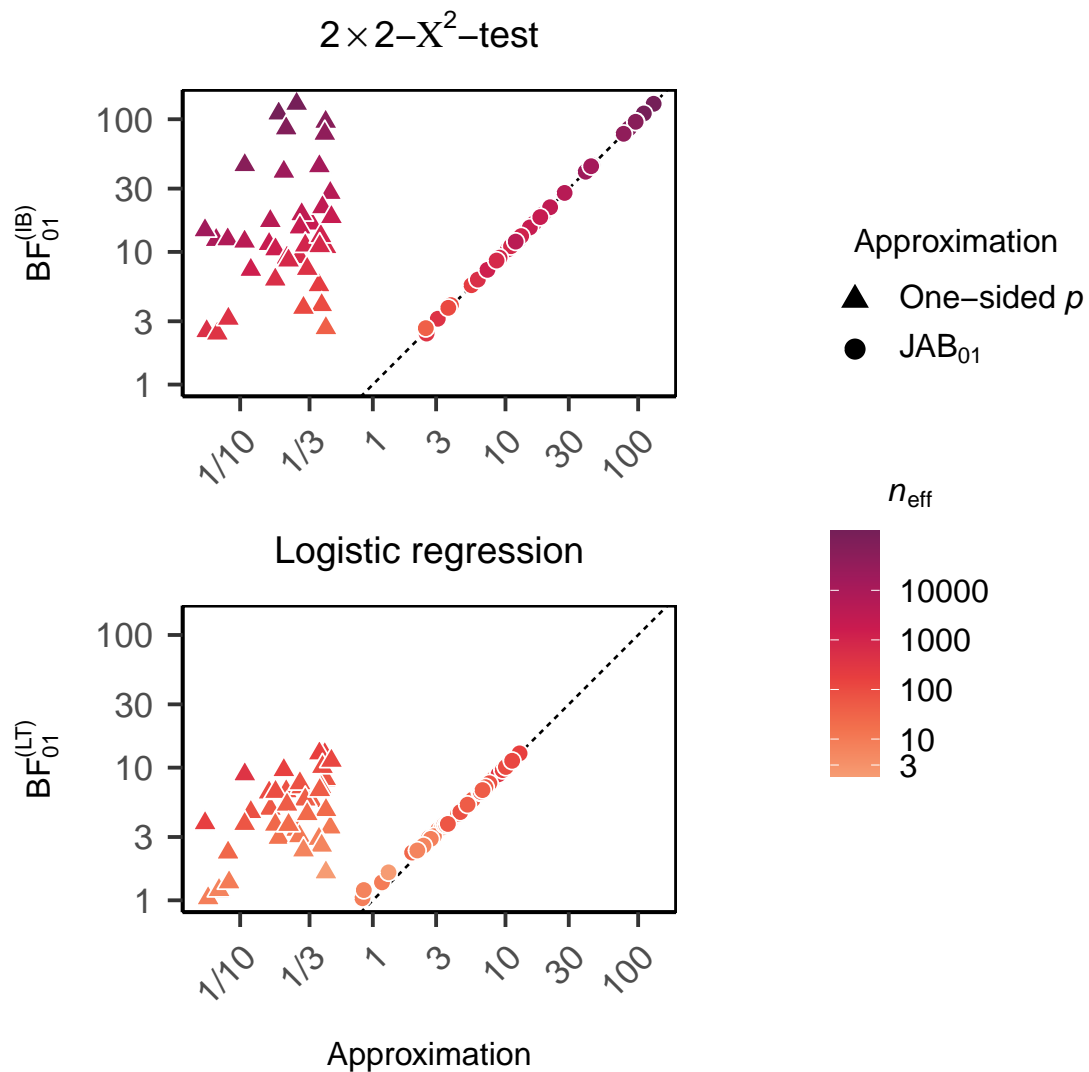 2×2−X²−test
100
30
10
3
1
BF₀₁^(IB)
1/10 1/3 1 3 10 30 100
Logistic regression
100
30
10
3
1
BF₀₁^(LT)
1/10 1/3 1 3 10 30 100
Approximation
Approximation
One−sided p
JAB₀₁
n_eff
10000
1000
100
10
3